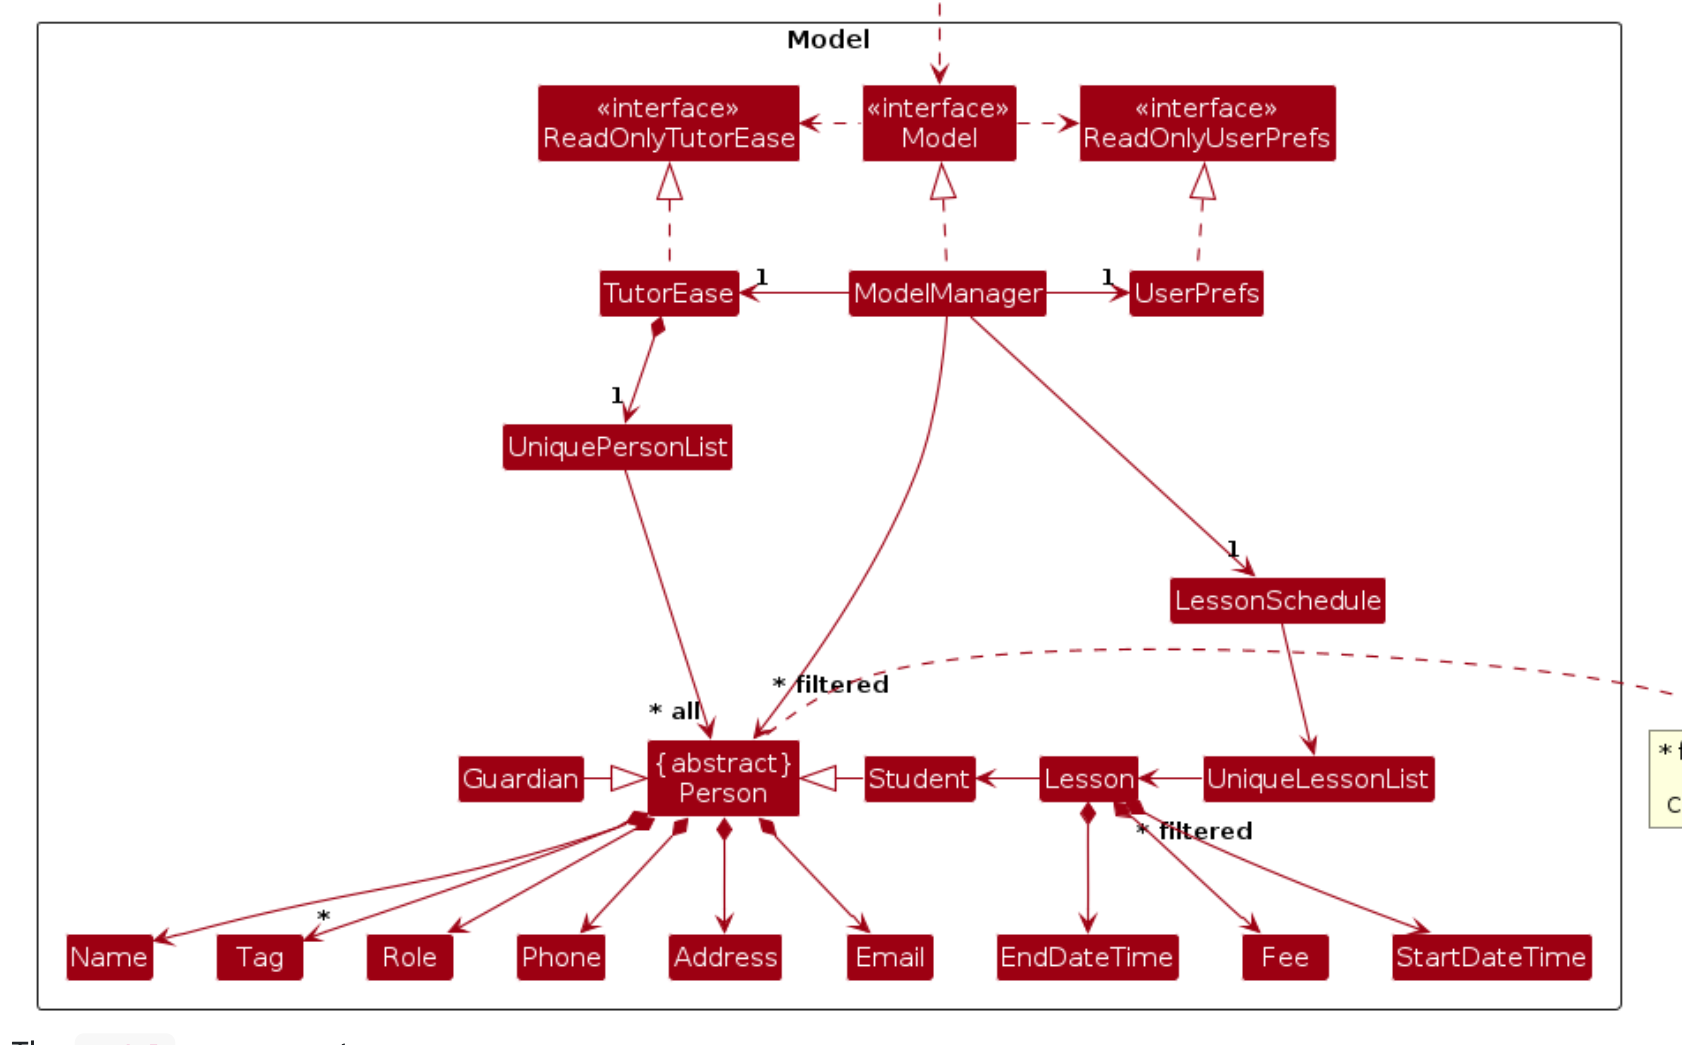 Model
«interface»
ReadOnlyTutorEase
«interface»
Model
«interface»
ReadOnlyUserPrefs
TutorEase
1
ModelManager
1
UserPrefs
1
UniquePersonList
1
LessonSchedule
* filtered
* all
Guardian
{abstract}
Person
Student
Lesson
UniqueLessonList
* filtered
*
Name
Tag
Role
Phone
Address
Email
EndDateTime
Fee
StartDateTime